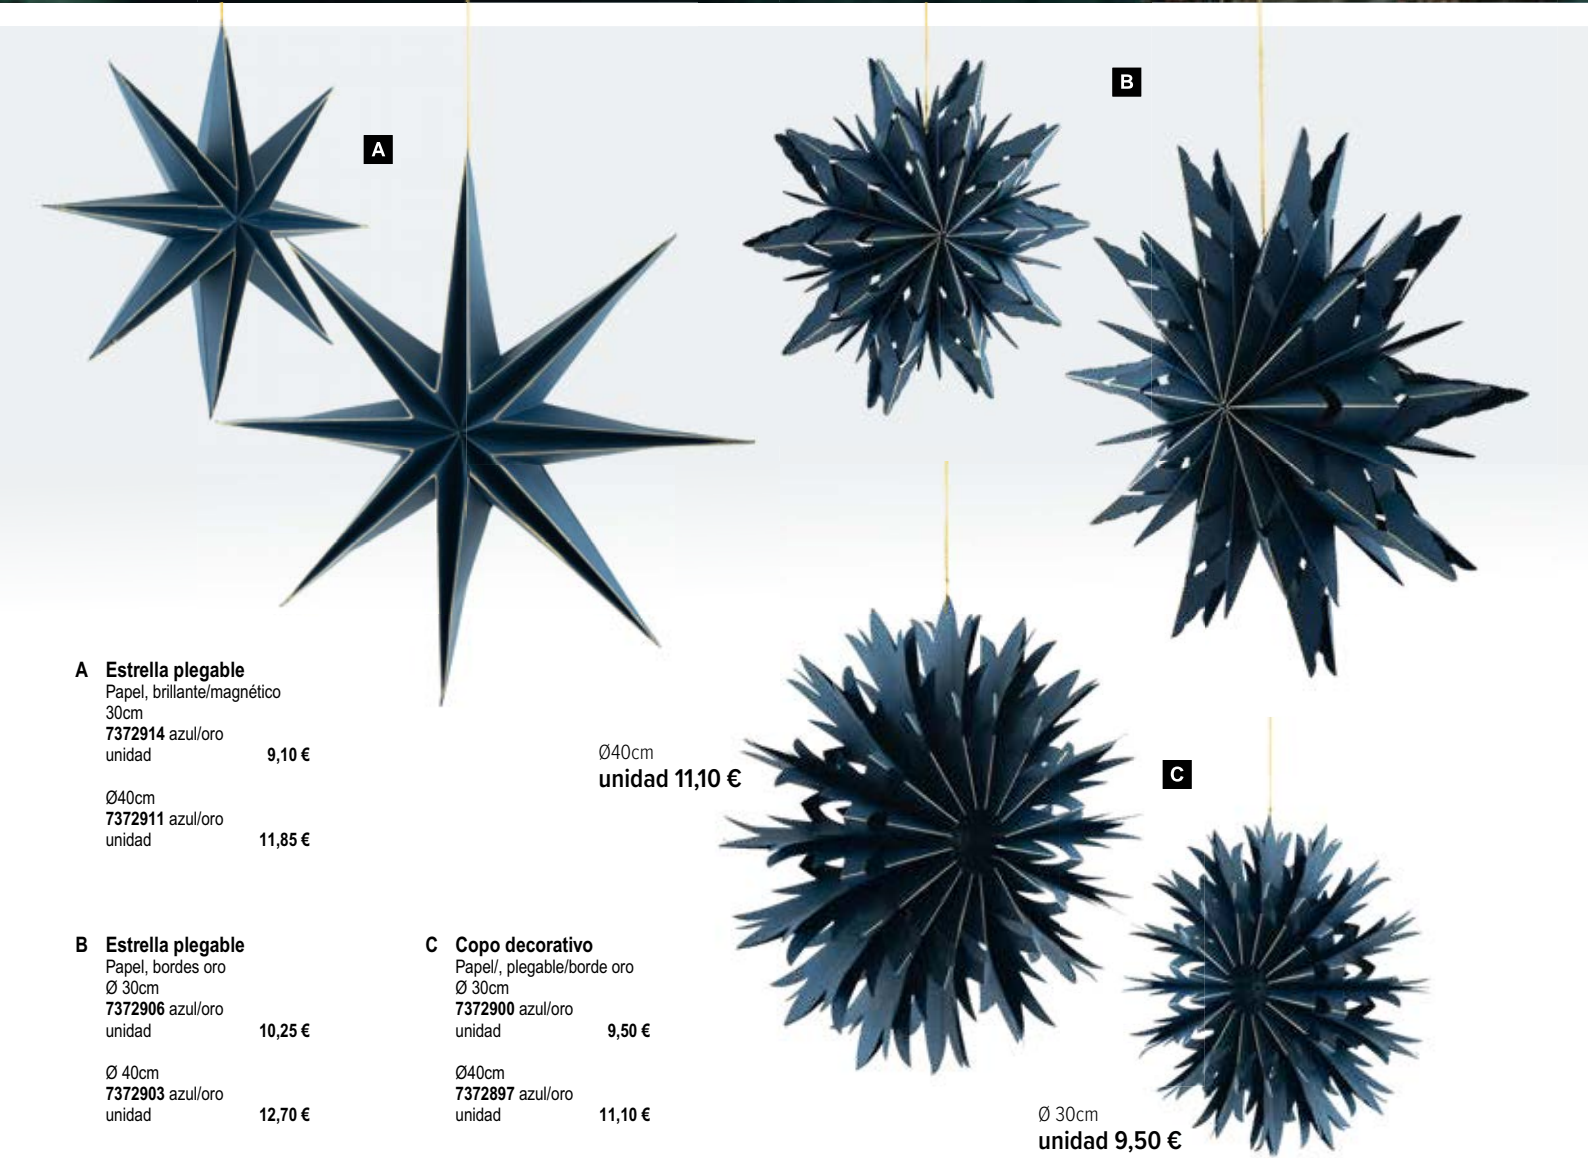 A
B
A Estrella plegable
Papel, brillante/magnético
30cm
7372914 azul/oro
unidad 9,10 €
Ø40cm
7372911 azul/oro
unidad 11,85 €
Ø40cm
unidad 11,10 €
C
B Estrella plegable
Papel, bordes oro
Ø 30cm
7372906 azul/oro
unidad 10,25 €
Ø 40cm
7372903 azul/oro
unidad 12,70 €
C Copo decorativo
Papel/, plegable/borde oro
Ø 30cm
7372900 azul/oro
unidad 9,50 €
Ø40cm
7372897 azul/oro
unidad 11,10 €
Ø 30cm
unidad 9,50 €